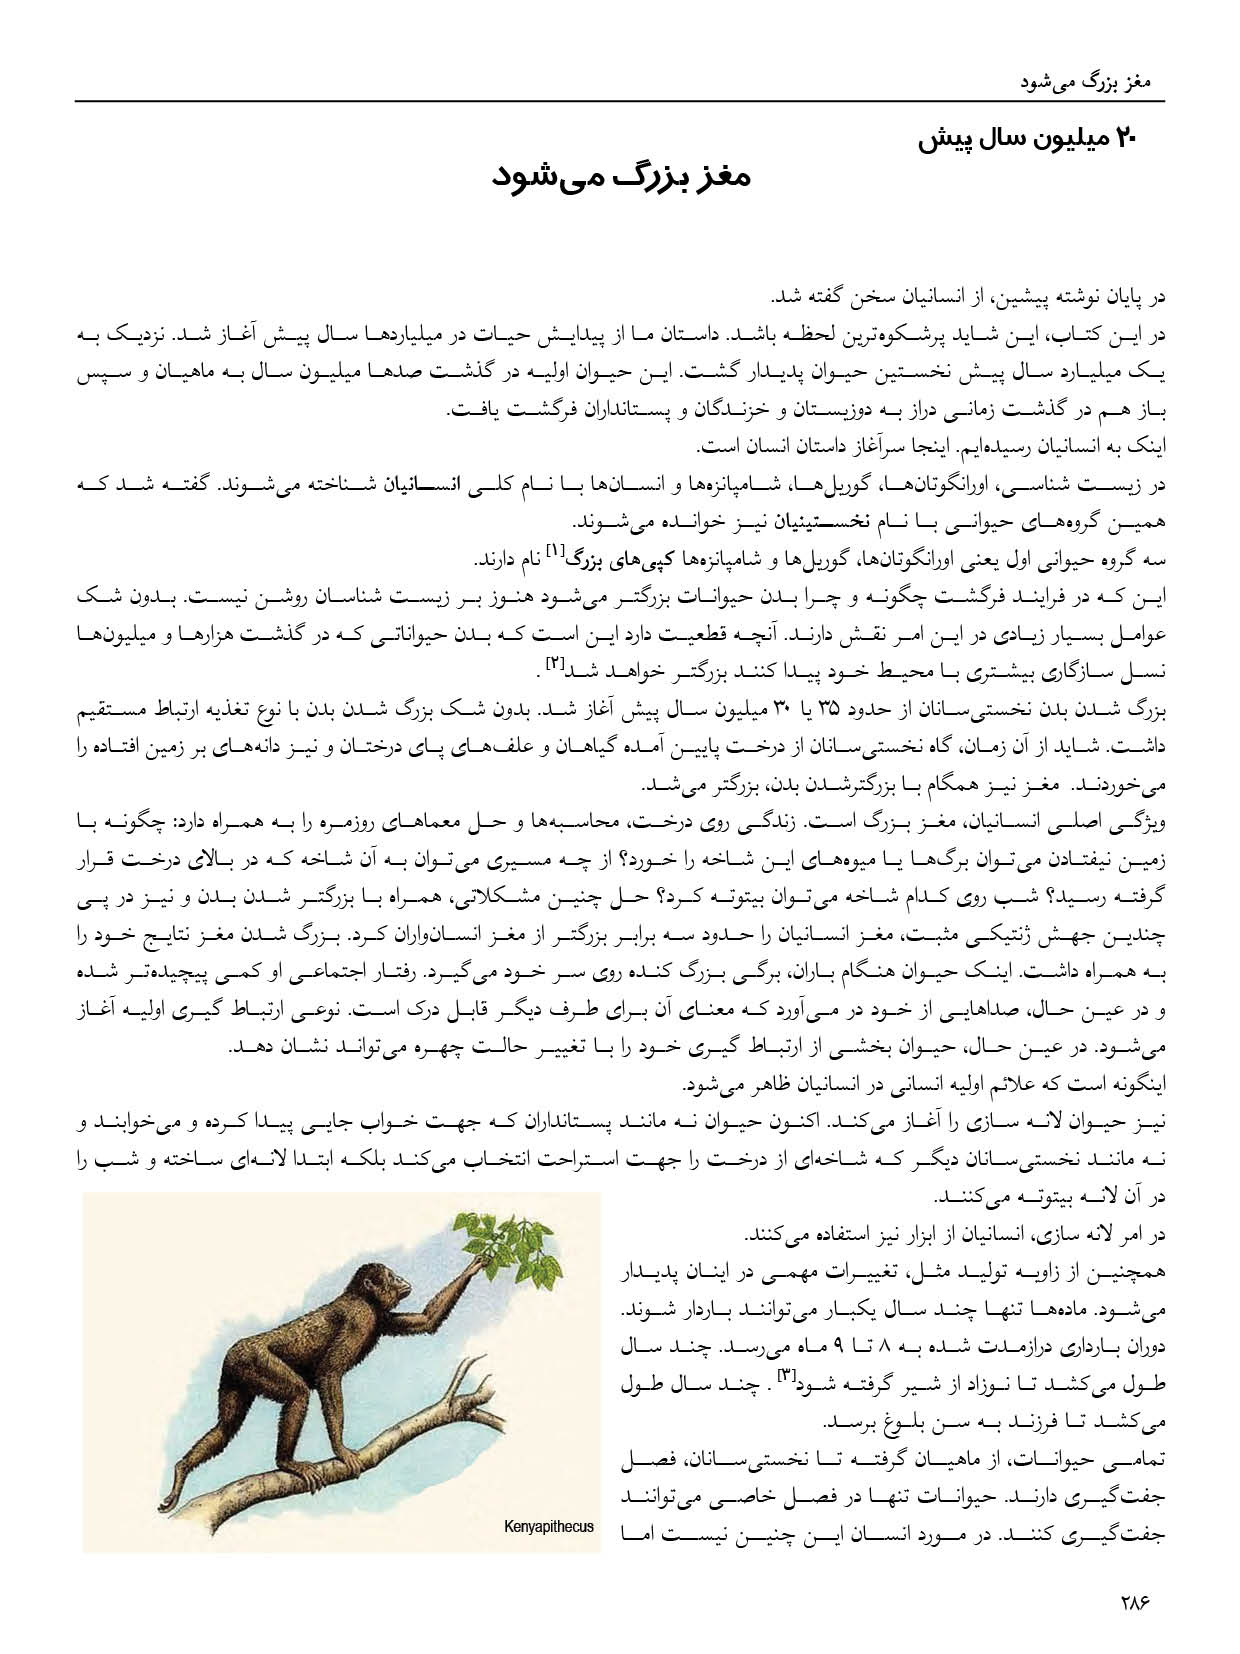 مغز بزرگ می‌شود
۲۰ میلیون سال پیش
مغز بزرگ می‌شود
در پایان نوشته پیشین، از انسانیان سخن گفته شد.
در این کتاب، این شاید پرشکوه‌ترین لحظه باشد. داستان ما از پیدایش حیات در میلیاردها سال پیش آغاز شد. نزدیک به
یک میلیارد سال پیش نخستین حیوان پدیدار گشت. این حیوان اولیه در گذشت صدها میلیون سال به ماهیان و سپس
باز هم در گذشت زمانی دراز به دوزیستان و خزندگان و پستانداران فرگشت یافت.
اینک به انسانیان رسیده‌ایم. اینجا سرآغاز داستان انسان است.
در زیست شناسی، اورانگوتان‌ها، گوریل‌ها، شامپانزه‌ها و انسان‌ها با نام کلی انسانیان شناخته می‌شوند. گفته شد که
همین گروه‌های حیوانی با نام نخستینیان نیز خوانده می‌شوند.
سه گروه حیوانی اول یعنی اورانگوتان‌ها، گوریل‌ها و شامپانزه‌ها کپی‌های بزرگ[۱] نام دارند.
این که در فرایند فرگشت چگونه و چرا بدن حیوانات بزرگتر می‌شود هنوز بر زیست شناسان روشن نیست. بدون شک
عوامل بسیار زیادی در این امر نقش دارند. آنچه قطعیت دارد این است که بدن حیواناتی که در گذشت هزارها و میلیون‌ها
نسل سازگاری بیشتری با محیط خود پیدا کنند بزرگتر خواهد شد[۲] .
بزرگ شدن بدن نخستی‌سانان از حدود ۳۵ یا ۳۰ میلیون سال پیش آغاز شد. بدون شک بزرگ شدن بدن با نوع تغذیه ارتباط مستقیم
داشت. شاید از آن زمان، گاه نخستی‌سانان از درخت پایین آمده گیاهان و علف‌های پای درختان و نیز دانه‌های بر زمین افتاده را
می‌خوردند. مغز نیز همگام با بزرگترشدن بدن، بزرگتر می‌شد.
ویژگی اصلی انسانیان، مغز بزرگ است. زندگی روی درخت، محاسبه‌ها و حل معماهای روزمره را به همراه دارد: چگونه با
زمین نیفتادن می‌توان برگ‌ها یا میوه‌های این شاخه را خورد؟ از چه مسیری می‌توان به آن شاخه که در بالای درخت قرار
گرفته رسید؟ شب روی کدام شاخه می‌توان بیتوته کرد؟ حل چنین مشکلاتی، همراه با بزرگتر شدن بدن و نیز در پی
چندین جهش ژنتیکی مثبت، مغز انسانیان را حدود سه برابر بزرگتر از مغز انسان‌واران کرد. بزرگ شدن مغز نتایج خود را
به همراه داشت. اینک حیوان هنگام باران، برگی بزرگ کنده روی سر خود می‌گیرد. رفتار اجتماعی او کمی پیچیده‌تر شده
و در عین حال، صداهایی از خود در می‌آورد که معنای آن برای طرف دیگر قابل درک است. نوعی ارتباط گیری اولیه آغاز
می‌شود. در عین حال، حیوان بخشی از ارتباط گیری خود را با تغییر حالت چهره می‌تواند نشان دهد.
اینگونه است که علائم اولیه انسانی در انسانیان ظاهر می‌شود.
نیز حیوان لانه سازی را آغاز می‌کند. اکنون حیوان نه مانند پستانداران که جهت خواب جایی پیدا کرده و می‌خوابند و
نه مانند نخستی‌سانان دیگر که شاخه‌ای از درخت را جهت استراحت انتخاب می‌کند بلکه ابتدا لانه‌ای ساخته و شب را
در آن لانه بیتوته می‌کنند.
در امر لانه سازی، انسانیان از ابزار نیز استفاده می‌کنند.
همچنین از زاویه تولید مثل، تغییرات مهمی در اینان پدیدار
می‌شود. ماده‌ها تنها چند سال یکبار می‌توانند باردار شوند.
دوران بارداری درازمدت شده به ۸ تا ۹ ماه می‌رسد. چند سال
طول می‌کشد تا نوزاد از شیر گرفته شود[۳] . چند سال طول
می‌کشد تا فرزند به سن بلوغ برسد.
تمامی حیوانات، از ماهیان گرفته تا نخستی‌سانان، فصل
جفت‌گیری دارند. حیوانات تنها در فصل خاصی می‌توانند
جفت‌گیری کنند. در مورد انسان این چنین نیست اما
Kenyapithecus
۲۸۶